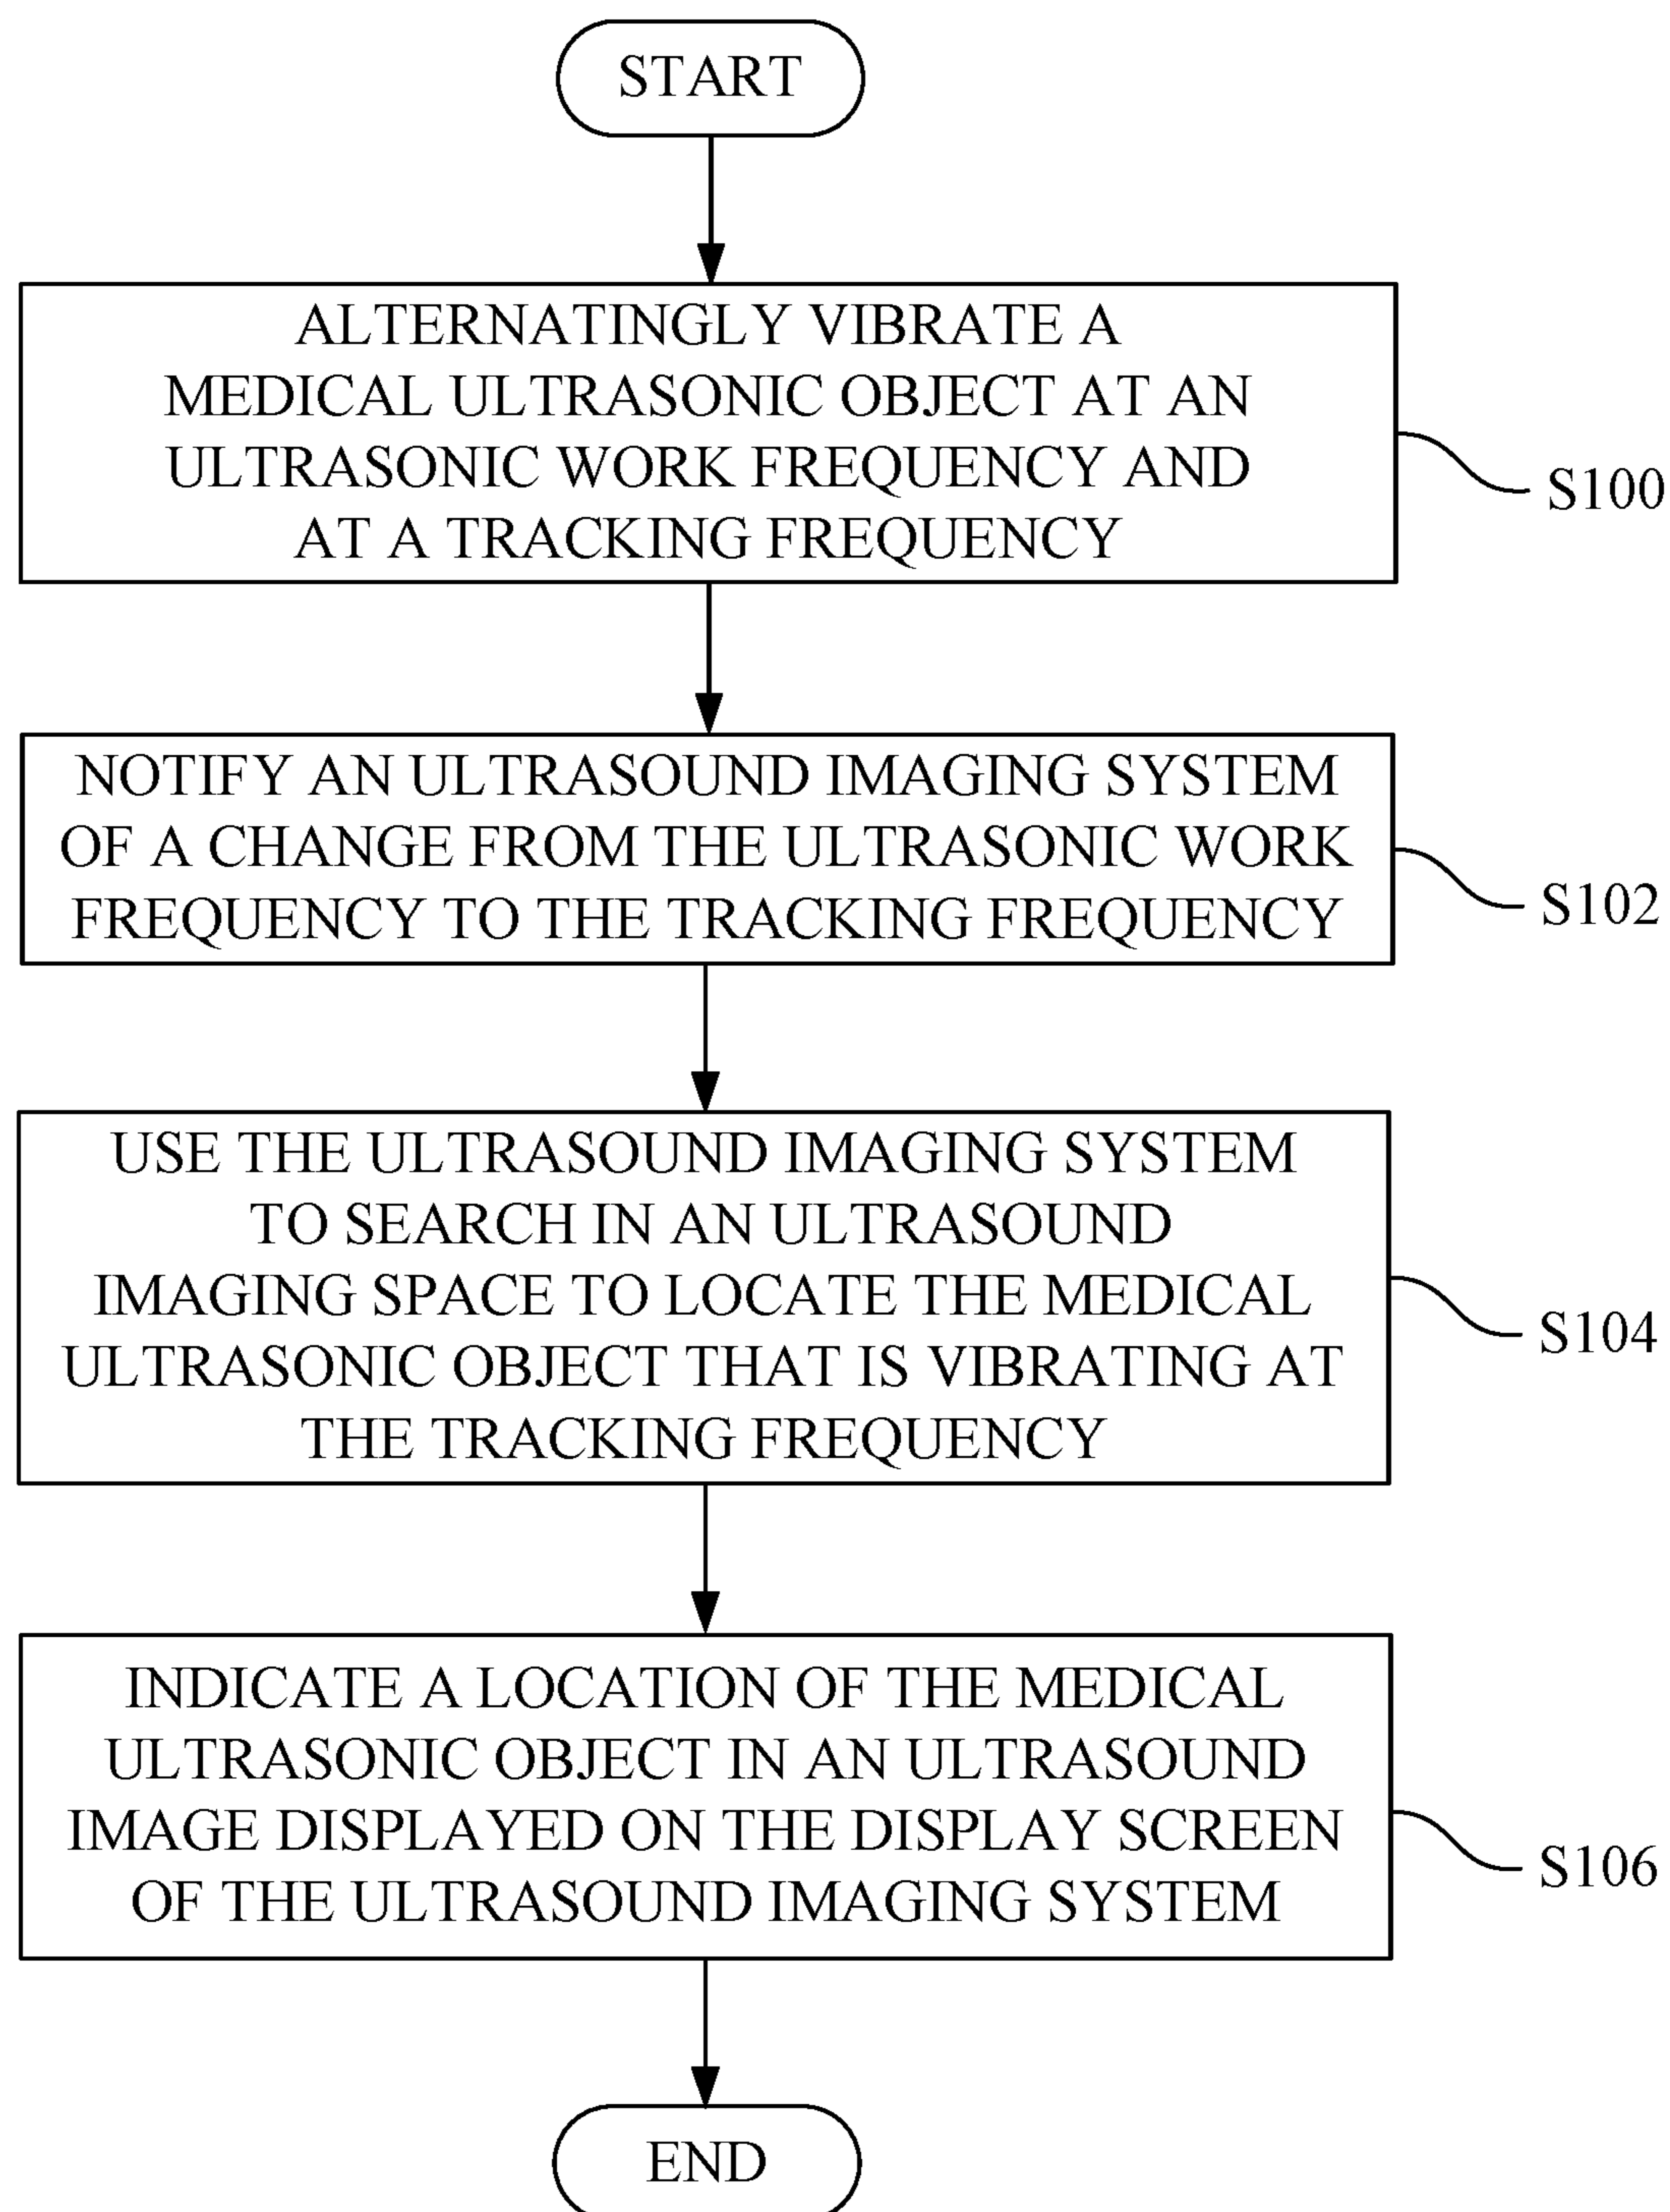 START
ALTERNATINGLY VIBRATE A
MEDICAL ULTRASONIC OBJECT AT AN
ULTRASONIC WORK FREQUENCY AND
AT A TRACKING FREQUENCY
S100
NOTIFY AN ULTRASOUND IMAGING SYSTEM
OF A CHANGE FROM THE ULTRASONIC WORK
FREQUENCY TO THE TRACKING FREQUENCY
S102
USE THE ULTRASOUND IMAGING SYSTEM
TO SEARCH IN AN ULTRASOUND
IMAGING SPACE TO LOCATE THE MEDICAL
ULTRASONIC OBJECT THAT IS VIBRATING AT
THE TRACKING FREQUENCY
S104
INDICATE A LOCATION OF THE MEDICAL
ULTRASONIC OBJECT IN AN ULTRASOUND
IMAGE DISPLAYED ON THE DISPLAY SCREEN
OF THE ULTRASOUND IMAGING SYSTEM
S106
END